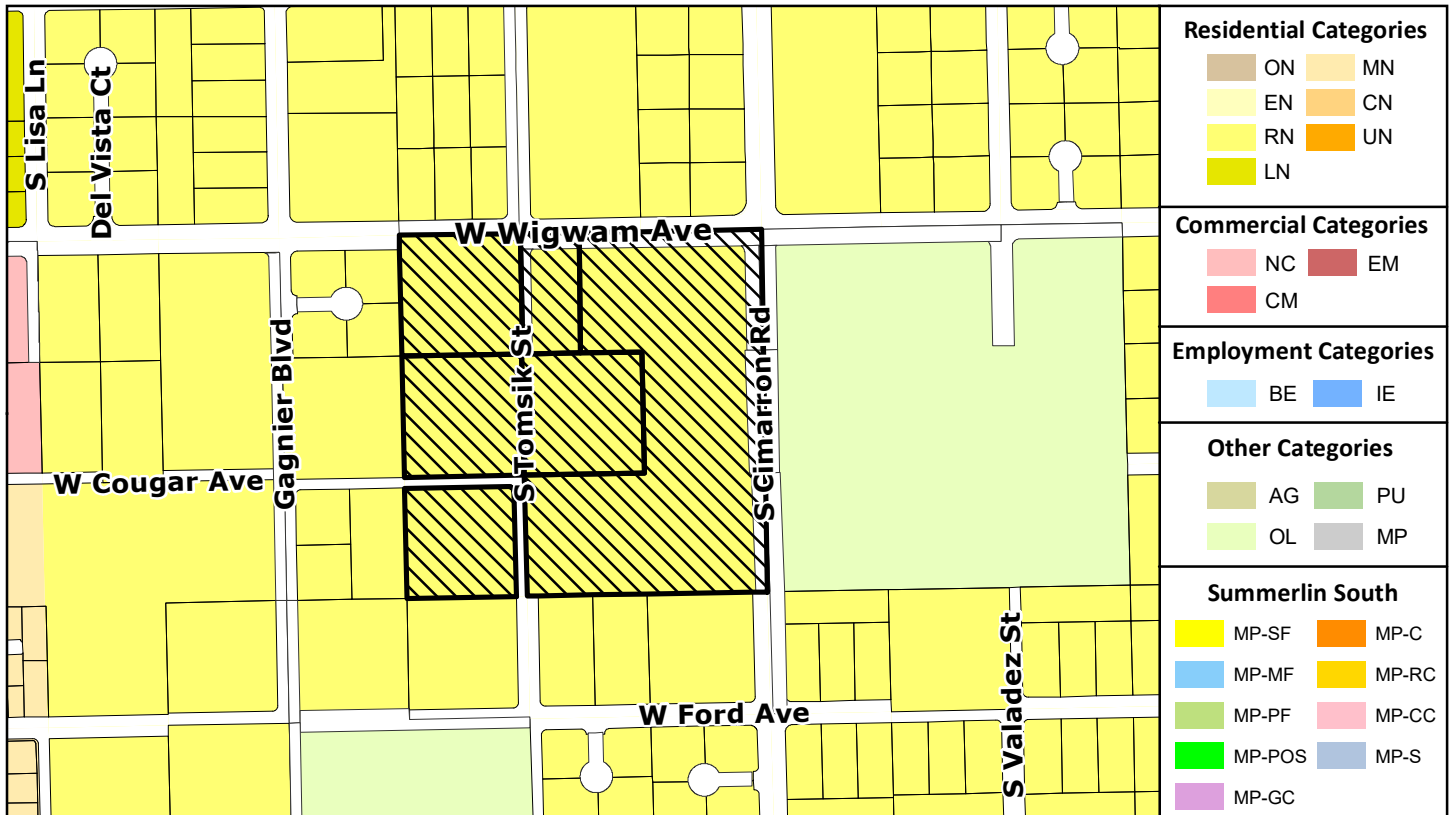 S Lisa Ln
Del Vista Ct
W Wigwam Ave
Gagnier Blvd
S Tomsik St
S Cimarron Rd
W Cougar Ave
S Valadez St
W Ford Ave
Residential Categories
ON MN
EN CN
RN UN
LN
Commercial Categories
NC EM
CM
Employment Categories
BE IE
Other Categories
AG PU
OL MP
Summerlin South
MP-SF MP-C
MP-MF MP-RC
MP-PF MP-CC
MP-POS MP-S
MP-GC